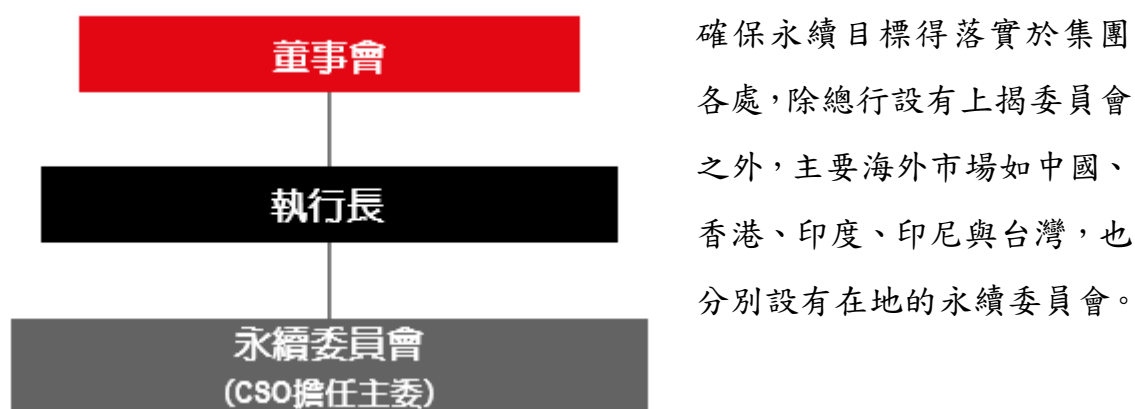 董事會
執行長
永續委員會
(CSO擔任主委)
確保永續目標得落實於集團
各處，除總行設有上揭委員會
之外，主要海外市場如中國、
香港、印度、印尼與台灣，也
分別設有在地的永續委員會。